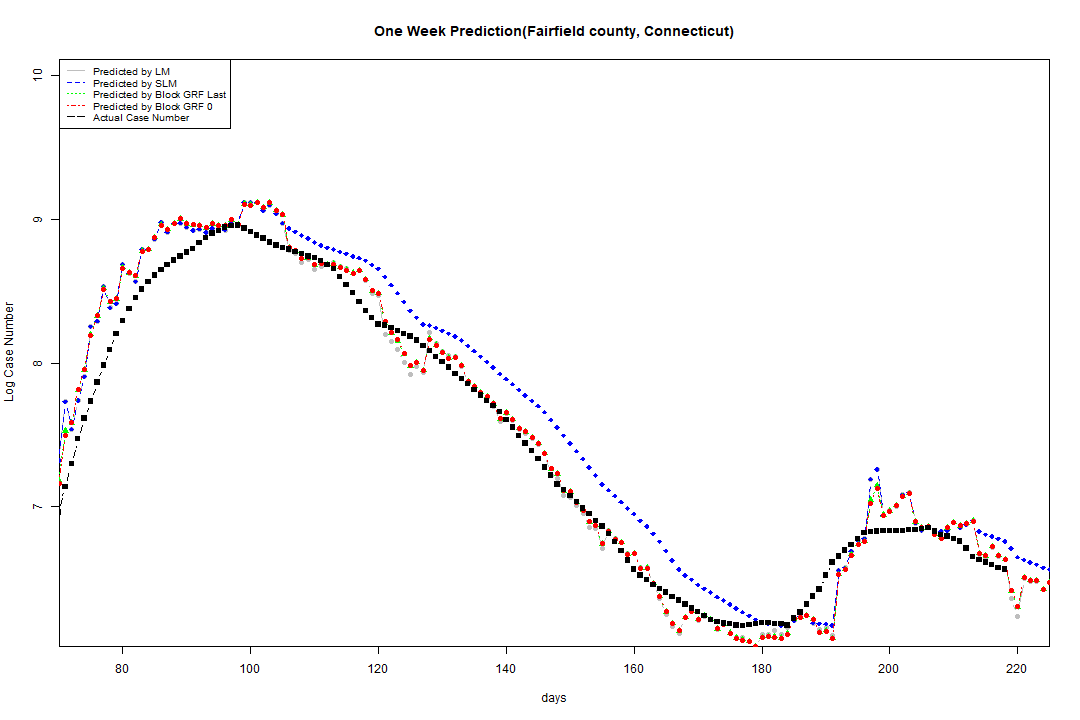 One Week Prediction(Fairfield county, Connecticut)
Predicted by LM
Predicted by SLM
Predicted by Block GRF Last
Predicted by Block GRF 0
Actual Case Number
10
9
8
7
Log Case Number
80 100 120 140 160 180 200 220
days